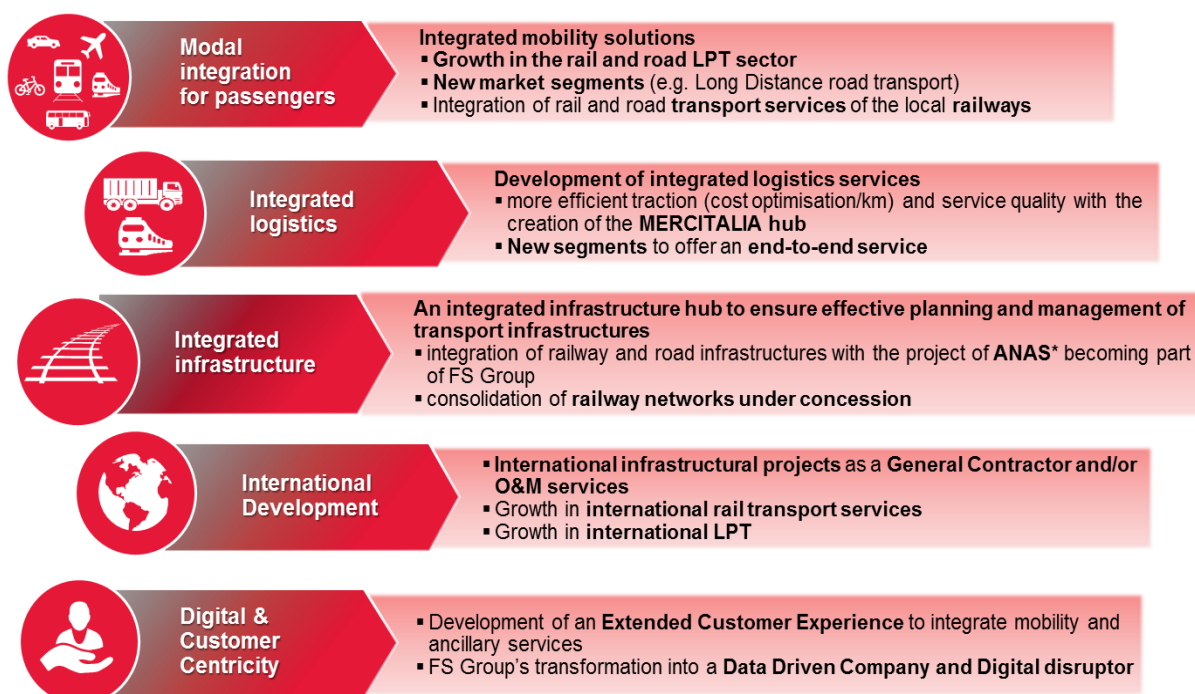 Modal
integration
for passengers
Integrated mobility solutions
▪ Growth in the rail and road LPT sector
▪ New market segments (e.g. Long Distance road transport)
▪ Integration of rail and road transport services of the local railways
Integrated
logistics
Development of integrated logistics services
▪ more efficient traction (cost optimisation/km) and service quality with the
creation of the MERCITALIA hub
▪ New segments to offer an end-to-end service
Integrated
infrastructure
An integrated infrastructure hub to ensure effective planning and management of
transport infrastructures
▪ integration of railway and road infrastructures with the project of ANAS* becoming part
of FS Group
▪ consolidation of railway networks under concession
International
Development
▪ International infrastructural projects as a General Contractor and/or
O&M services
▪ Growth in international rail transport services
▪ Growth in international LPT
Digital &
Customer
Centricity
▪ Development of an Extended Customer Experience to integrate mobility and
ancillary services
▪ FS Group's transformation into a Data Driven Company and Digital disruptor